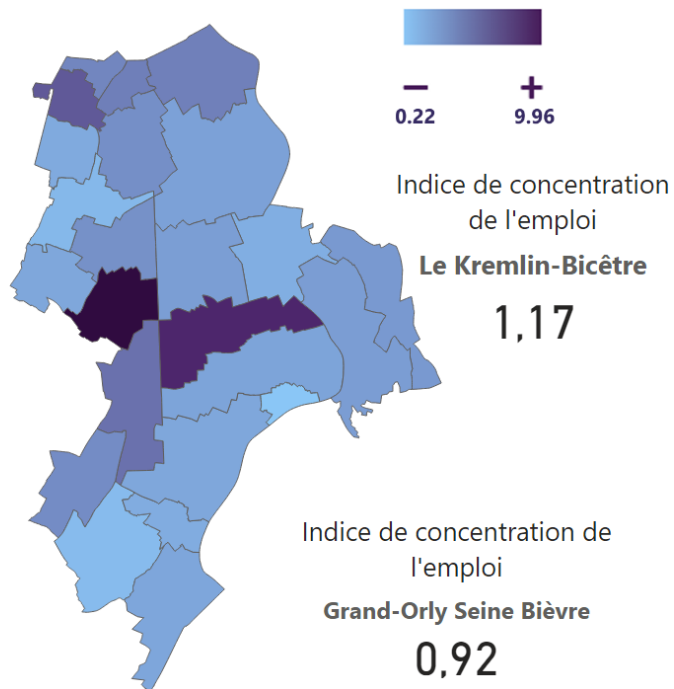 − +
0.22 9.96
Indice de concentration
de l'emploi
Le Kremlin-Bicêtre
1,17
Indice de concentration de
l'emploi
Grand-Orly Seine Bièvre
0,92